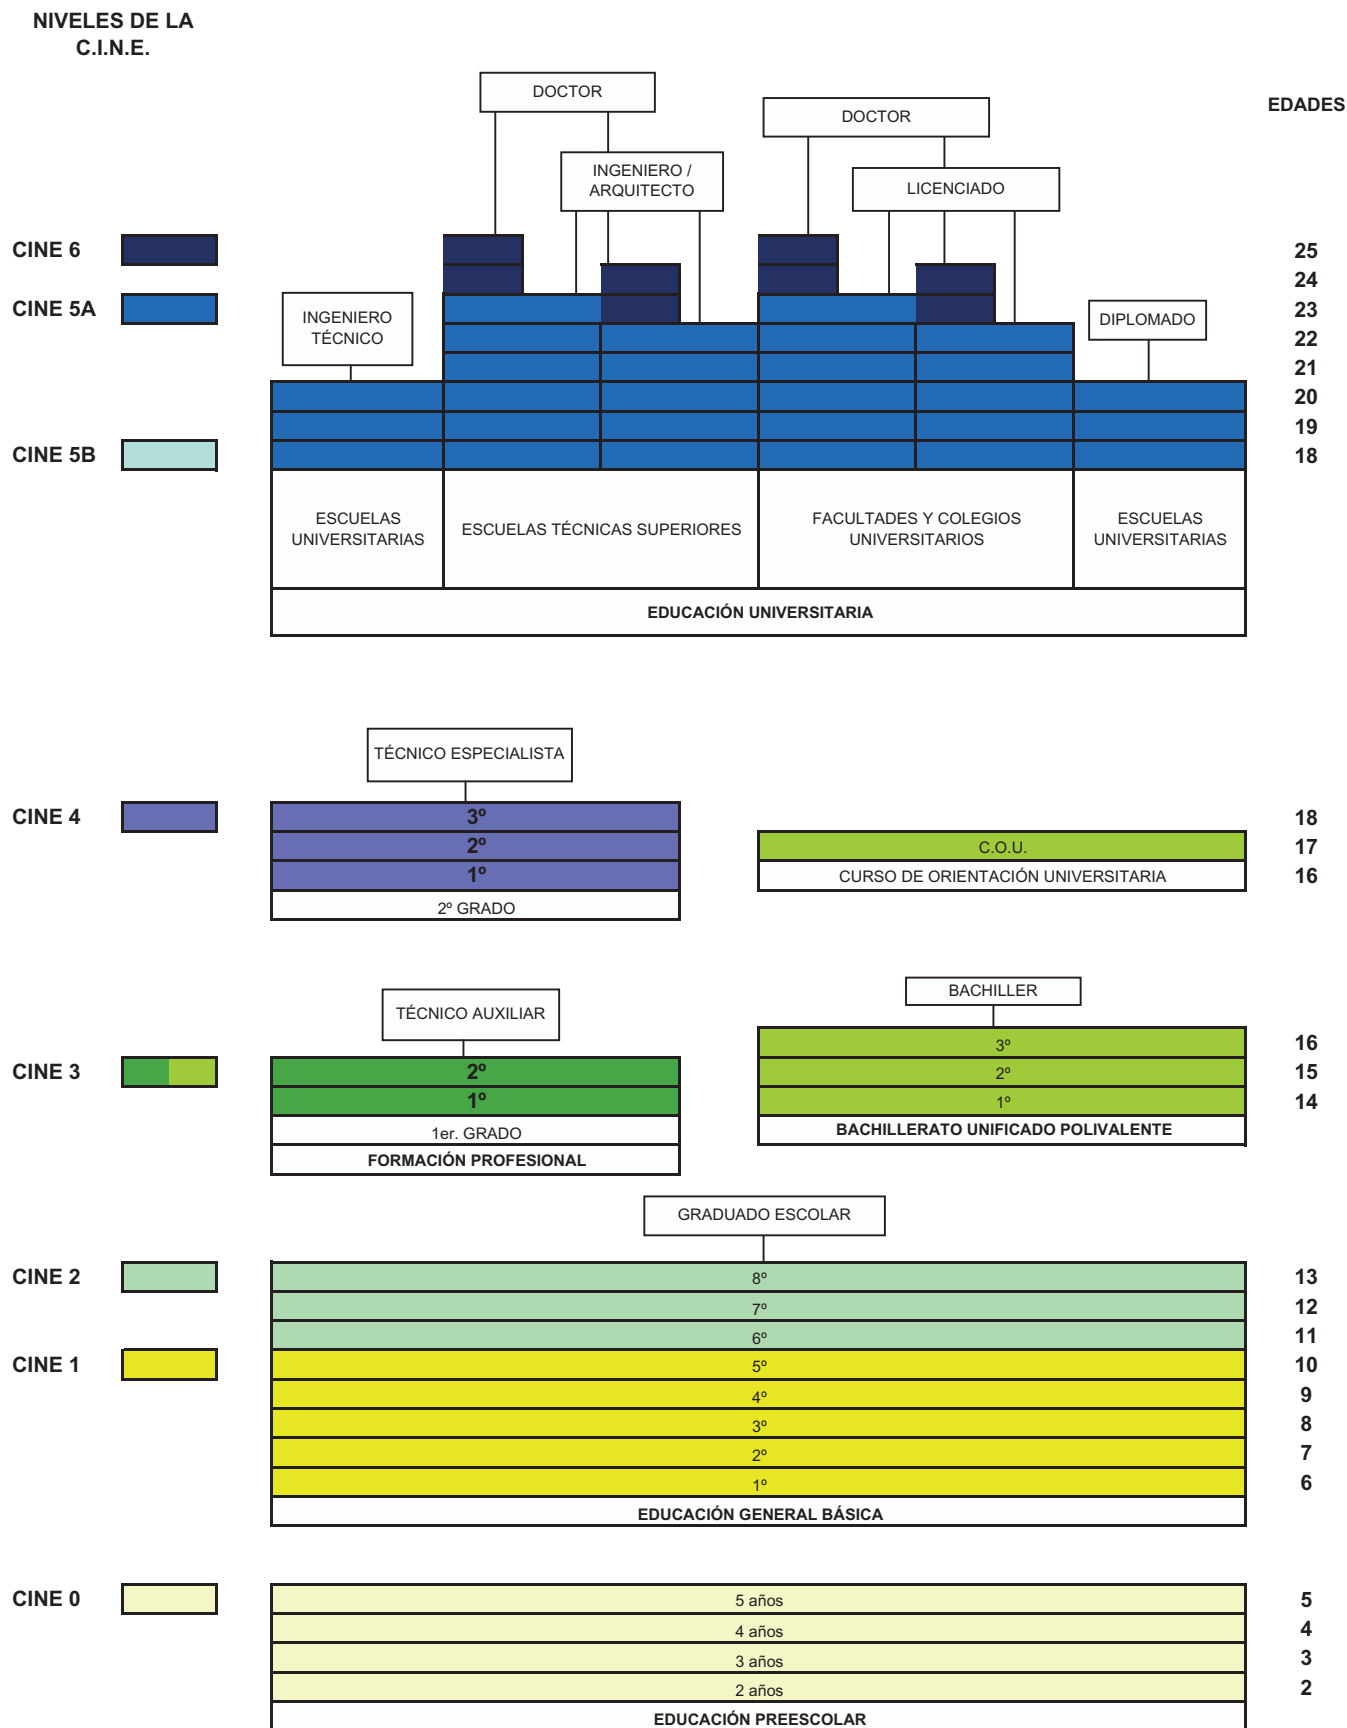 NIVELES DE LA
C.I.N.E.
EDADES
DOCTOR
DOCTOR
INGENIERO /
ARQUITECTO
LICENCIADO
CINE 6
25
24
CINE 5A
23
INGENIERO
TÉCNICO
DIPLOMADO
22
21
20
19
CINE 5B
18
ESCUELAS
UNIVERSITARIAS
ESCUELAS TÉCNICAS SUPERIORES
FACULTADES Y COLEGIOS
UNIVERSITARIOS
ESCUELAS
UNIVERSITARIAS
EDUCACIÓN UNIVERSITARIA
TÉCNICO ESPECIALISTA
CINE 4
3º
18
2º
C.O.U.
17
1º
CURSO DE ORIENTACIÓN UNIVERSITARIA
16
2º GRADO
BACHILLER
TÉCNICO AUXILIAR
3º
16
CINE 3
2º
2º
15
1º
1º
14
1er. GRADO
BACHILLERATO UNIFICADO POLIVALENTE
FORMACIÓN PROFESIONAL
GRADUADO ESCOLAR
CINE 2
8º
13
7º
12
6º
11
CINE 1
5º
10
4º
9
3º
8
2º
7
1º
6
EDUCACIÓN GENERAL BÁSICA
CINE 0
5 años
5
4 años
4
3 años
3
2 años
2
EDUCACIÓN PREESCOLAR